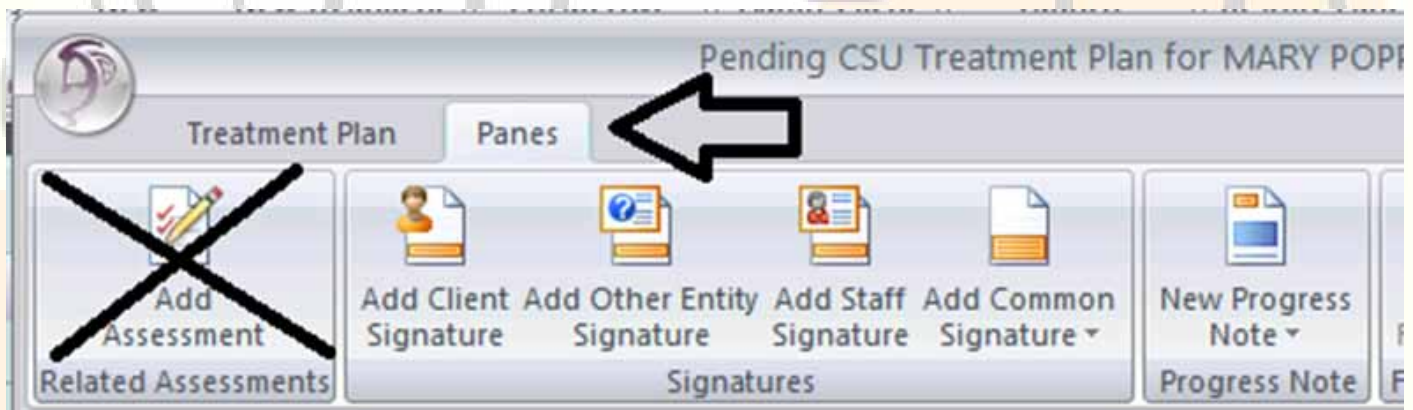 Pending CSU Treatment Plan for MARY POPP
Treatment Plan Panes
Add Assessment
Add Client Signature
Add Other Entity Signature
Add Staff Signature
Add Common Signature
New Progress Note
Related Assessments
Signatures
Progress Note